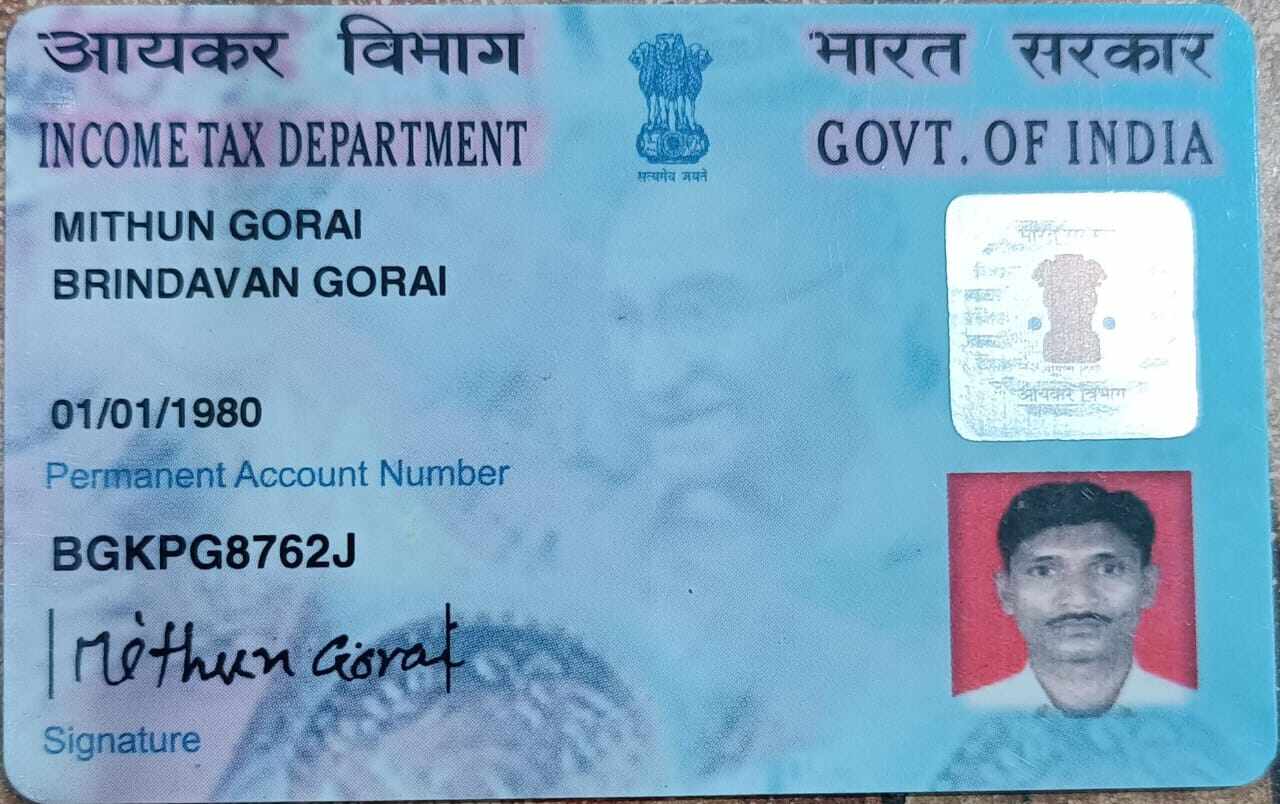 आयकर विभाग
भारत सरकार
INCOME TAX DEPARTMENT
GOVT. OF INDIA
सत्यमेव जयते
MITHUN GORAI
BRINDAVAN GORAI
01/01/1980
Permanent Account Number
BGKPG8762J
Mithun Gorai
Signature
आयकर विभाग